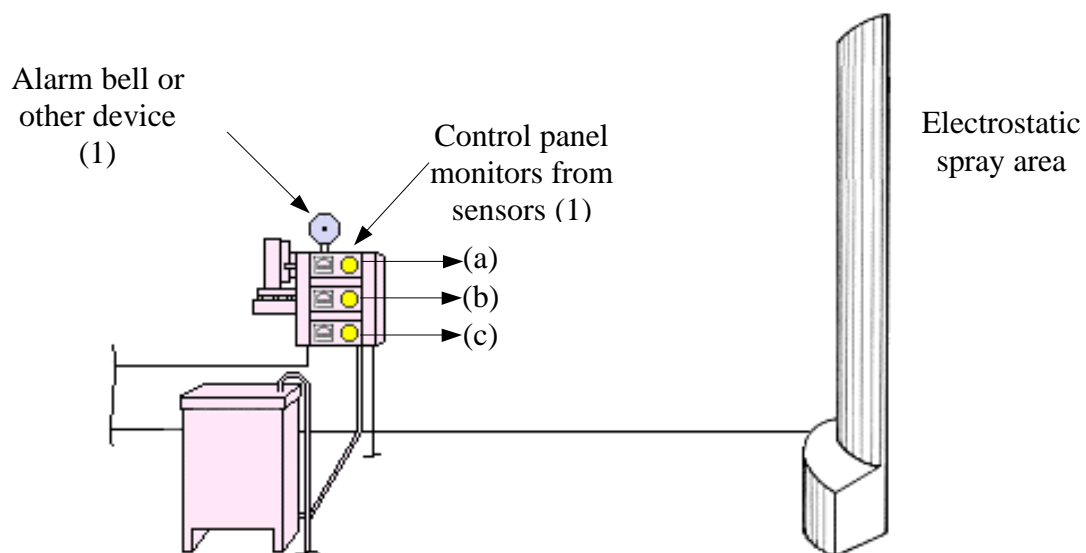 Alarm bell or
other device
(1)
Control panel
monitors from
sensors (1)
Electrostatic
spray area
(a)
(b)
(c)